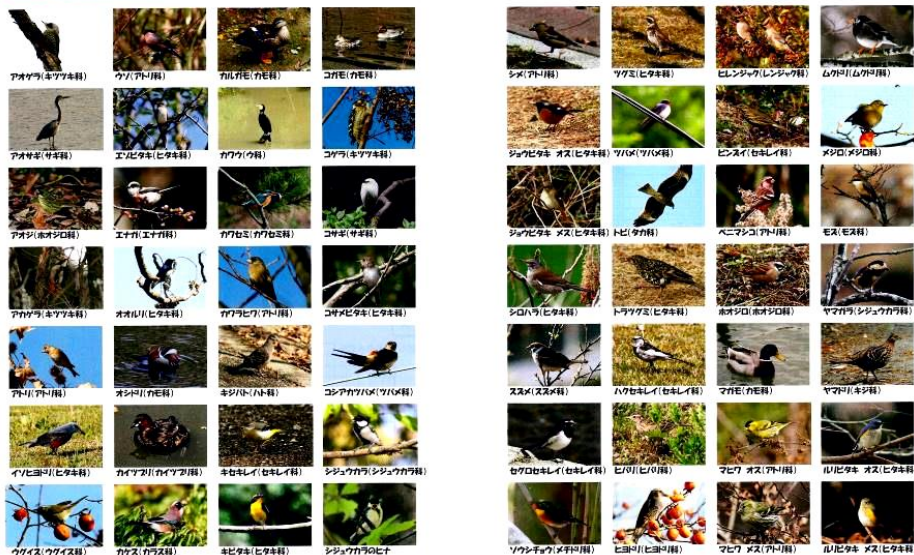 アオゲラ(キツツキ科)
ウソ(アトリ科)
カルガモ(カモ科)
コガモ(カモ科)
アオサギ(サギ科)
エゾビタキ(ヒタキ科)
カワウ(ウ科)
コゲラ(キツツキ科)
アオジ(ホオジロ科)
エナガ(エナガ科)
カワセミ(カワセミ科)
コサギ(サギ科)
アカゲラ(キツツキ科)
オオルリ(ヒタキ科)
カワラヒワ(アトリ科)
コサメビタキ(ヒタキ科)
アトリ(アトリ科)
オシドリ(カモ科)
キジバト(ハト科)
コシアカツバメ(ツバメ科)
イソヒヨドリ(ヒタキ科)
カイツブリ(カイツブリ科)
キセキレイ(セキレイ科)
シジュウカラ(シジュウカラ科)
ウグイス(ウグイス科)
カケス(カラス科)
キビタキ(ヒタキ科)
シジュウカラのヒナ
シメ(アトリ科)
ツグミ(ヒタキ科)
ヒレンジャク(レンジャク科)
ムクドリ(ムクドリ科)
ジョウビタキ オス(ヒタキ科)
ツバメ(ツバメ科)
ビンズイ(セキレイ科)
メジロ(メジロ科)
ジョウビタキ メス(ヒタキ科)
トビ(タカ科)
ベニマシコ(アトリ科)
モズ(モズ科)
シロハラ(ヒタキ科)
トラツグミ(ヒタキ科)
ホオジロ(ホオジロ科)
ヤマガラ(シジュウカラ科)
スズメ(スズメ科)
ハクセキレイ(セキレイ科)
マガモ(カモ科)
ヤマドリ(キジ科)
セグロセキレイ(セキレイ科)
ヒバリ(ヒバリ科)
マヒワ オス(アトリ科)
ルリビタキ オス(ヒタキ科)
ソウシチョウ(チメドリ科)
ヒヨドリ(ヒヨドリ科)
マヒワ メス(アトリ科)
ルリビタキ メス(ヒタキ科)